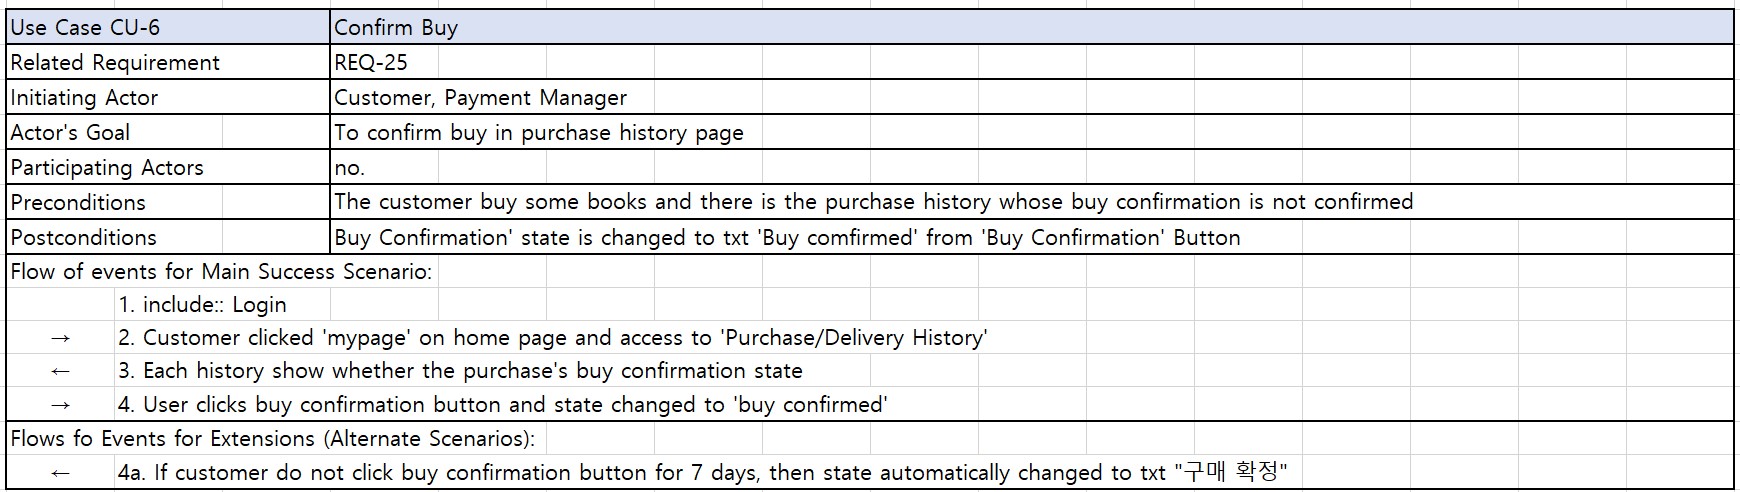 Use Case CU-6 Confirm Buy
Related Requirement REQ-25
Initiating Actor Customer, Payment Manager
Actor's Goal To confirm buy in purchase history page
Participating Actors no.
Preconditions The customer buy some books and there is the purchase history whose buy confirmation is not confirmed
Postconditions Buy Confirmation' state is changed to txt 'Buy comfirmed' from 'Buy Confirmation' Button
Flow of events for Main Success Scenario:
1. include:: Login
→ 2. Customer clicked 'mypage' on home page and access to 'Purchase/Delivery History'
← 3. Each history show whether the purchase's buy confirmation state
→ 4. User clicks buy confirmation button and state changed to 'buy confirmed'
Flows fo Events for Extensions (Alternate Scenarios):
← 4a. If customer do not click buy confirmation button for 7 days, then state automatically changed to txt "구매 확정"